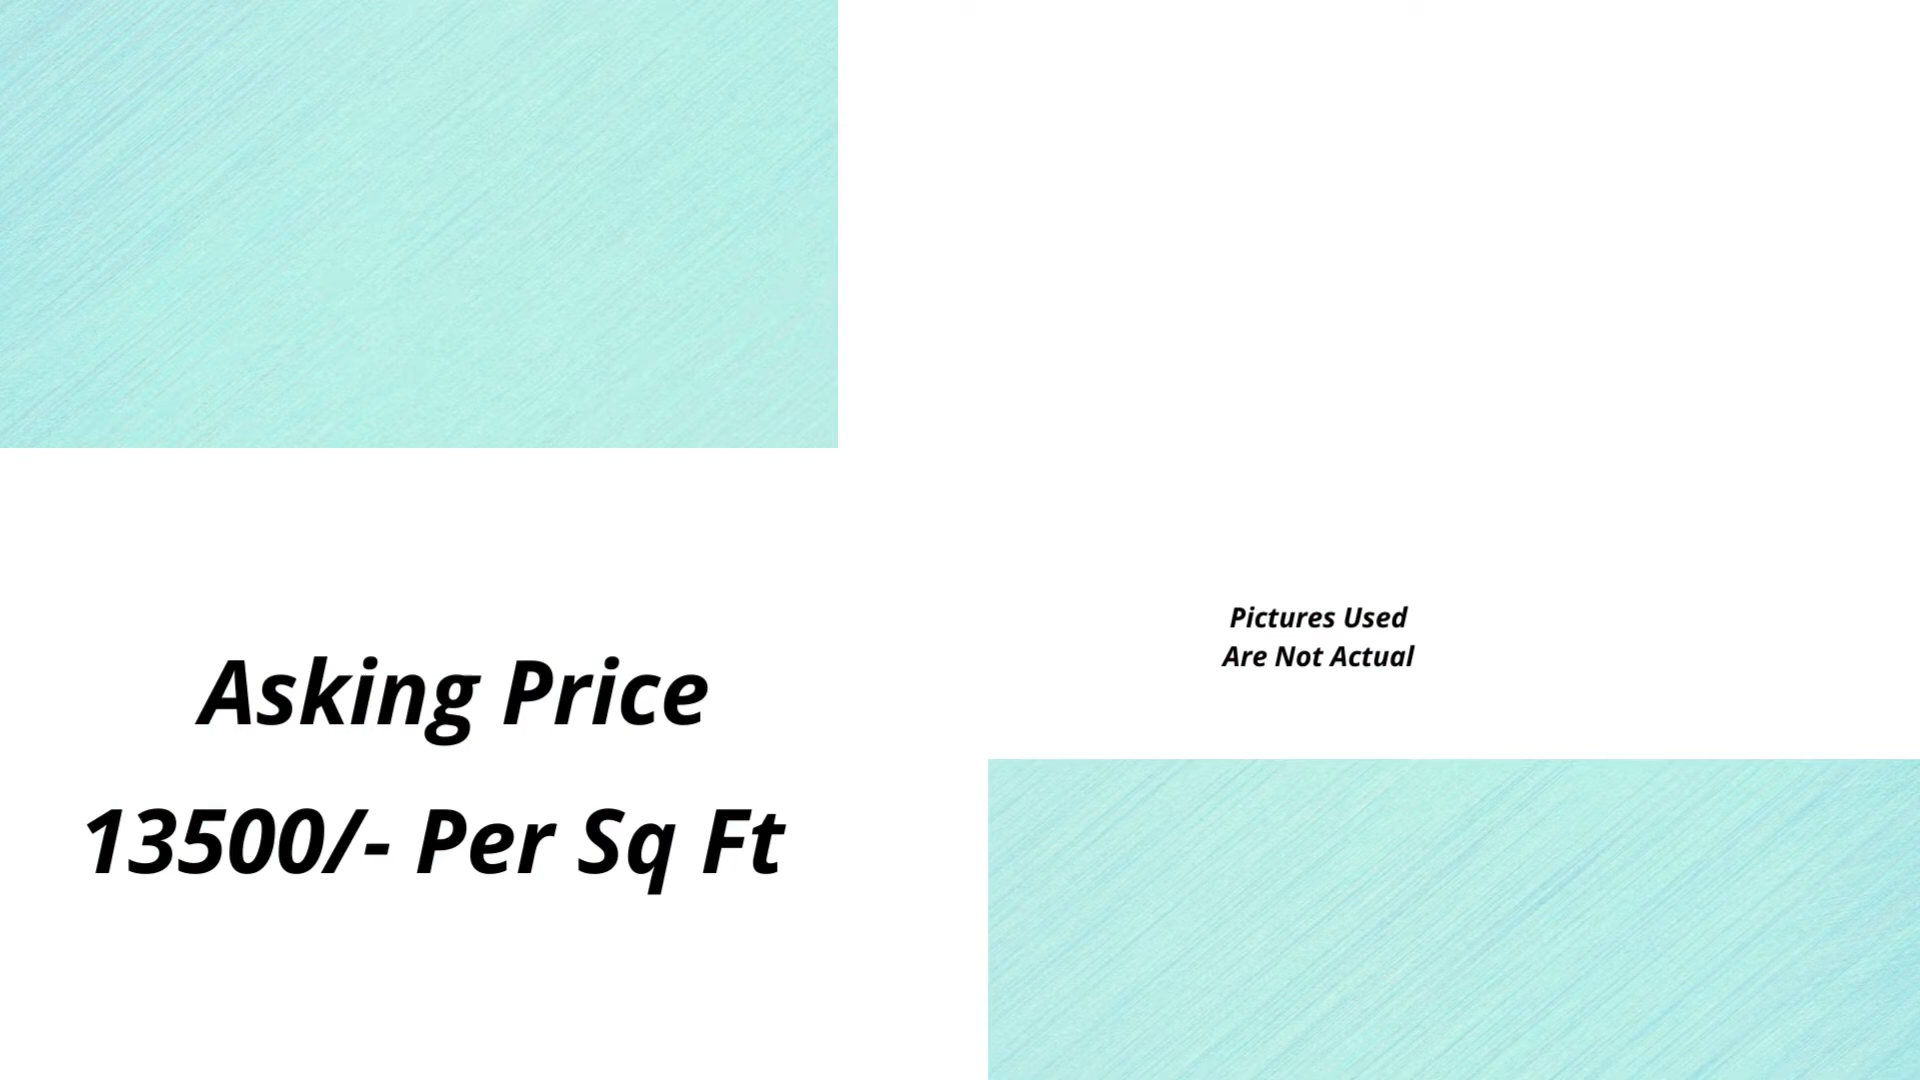 Asking Price
13500/- Per Sq Ft
Pictures Used
Are Not Actual